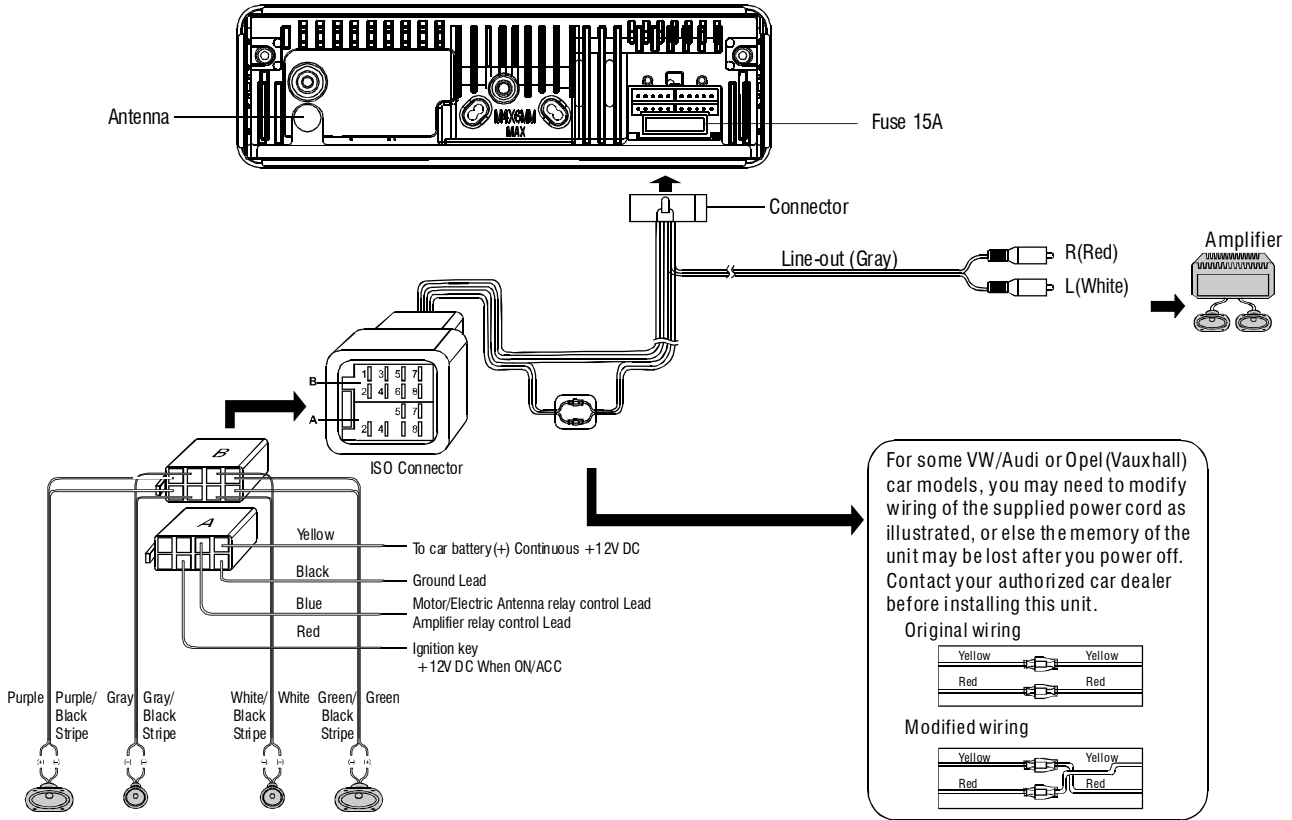 M4X6MM
MAX
Antenna
Fuse 15A
Connector
Line-out (Gray)
R(Red)
L(White)
Amplifier
B
1 3 5 7
2 4 6 8
A
5 7
2 4 8
ISO Connector
B
A
Yellow
To car battery(+) Continuous +12V DC
Black
Ground Lead
Blue
Motor/Electric Antenna relay control Lead
Amplifier relay control Lead
Red
Ignition key
+12V DC When ON/ACC
Purple
Purple/
Black
Stripe
Gray
Gray/
Black
Stripe
White/
Black
Stripe
White
Green/
Black
Stripe
Green
For some VW/Audi or Opel(Vauxhall)
car models, you may need to modify
wiring of the supplied power cord as
illustrated, or else the memory of the
unit may be lost after you power off.
Contact your authorized car dealer
before installing this unit.
Original wiring
Yellow Yellow
Red Red
Modified wiring
Yellow Yellow
Red Red